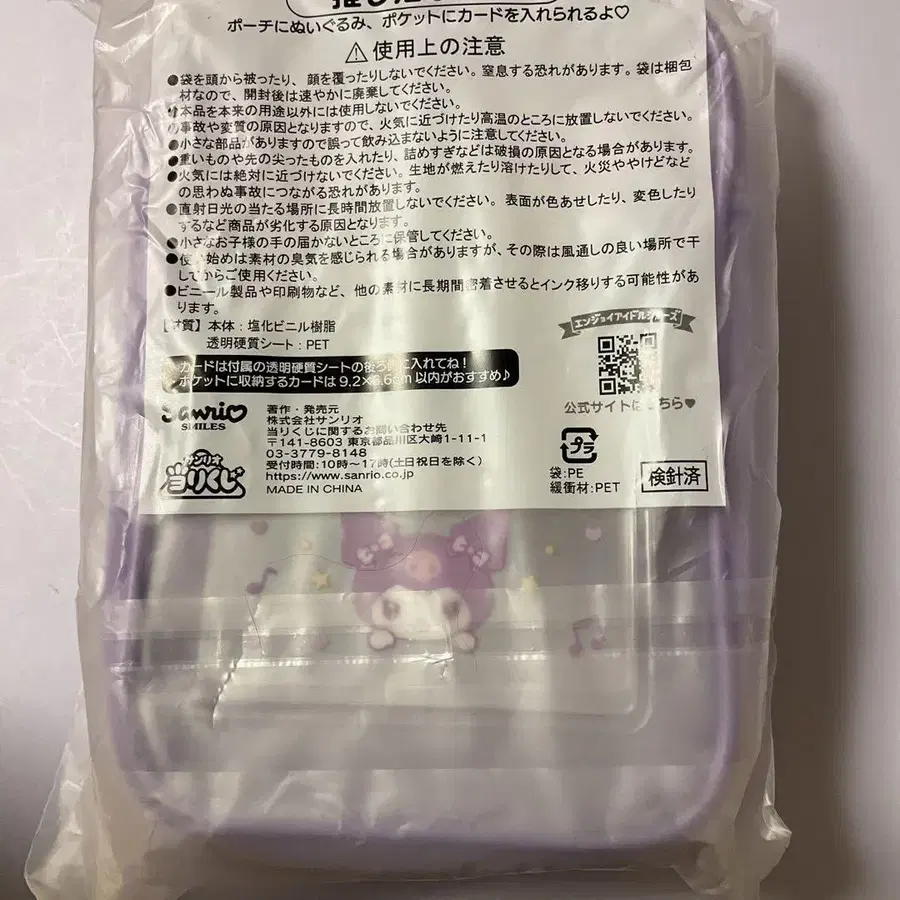 ポーチにぬいぐるみ、ポケットにカードを入れられるよ♡
⚠使用上の注意
●袋を頭から被ったり、顔を覆ったりしないでください。窒息する恐れがあります。袋は梱包
材なので、開封後は速やかに廃棄してください。
本品を本来の用途以外には使用しないでください。
の事故や変質の原因となりますので、火気に近づけたり高温のところに放置しないでください。
●小さな部品がありますので誤って飲み込まないように注意してください。
●重いものや先の尖ったものを入れたり、詰めすぎなどは破損の原因となる場合があります。
●火気には絶対に近づけないでください。生地が燃えたり溶けたりして、火災ややけどなど
の思わぬ事故につながる恐れがあります。
●直射日光の当たる場所に長時間放置しないでください。表面が色あせしたり、変色したり
するなど商品が劣化する原因となります。
●小さなお子様の手の届かないところに保管してください。
●使い始めは素材の臭気を感じられる場合がありますが、その際は風通しの良い場所で干
してからご使用ください。
●ビニール製品や印刷物など、他の素材に長期間密着させるとインク移りする可能性があ
ります。
【材質】本体：塩化ビニル樹脂
透明硬質シート：PET
エンジョイアイドルシリーズ
カードは付属の透明硬質シートの後ろ側に入れてね！
ポケットに収納するカードは9.2×6.6cm以内がおすすめ♪
公式サイトはこちら♥
Sanrio
SMILES
サンリオ
当りくじ
著作・発売元
株式会社サンリオ
当りくじに関するお問い合わせ先
〒141-8603 東京都品川区大崎1-11-1
03-3779-8148
受付時間：10時～17時(土日祝日を除く)
https://www.sanrio.co.jp
MADE IN CHINA
プラ
袋:PE
緩衝材:PET
検針済